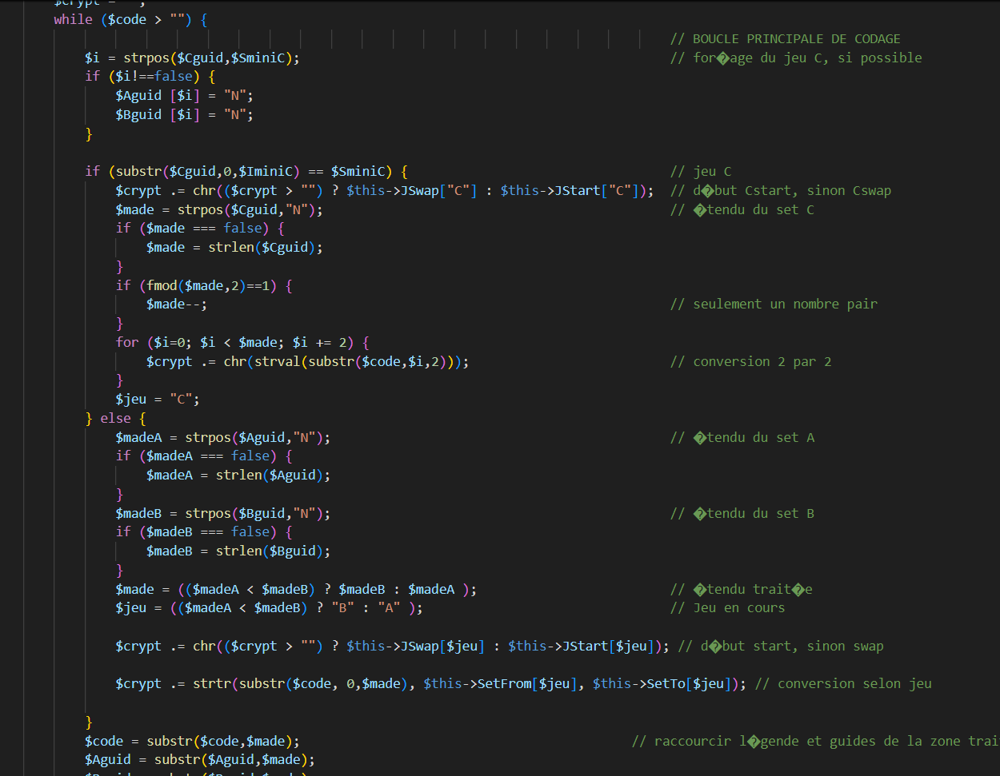 $crypt = "";
while ($code > "") {
// BOUCLE PRINCIPALE DE CODAGE
$i = strpos($Cguid,$SminiC); // for�age du jeu C, si possible
if ($i!==false) {
$Aguid [$i] = "N";
$Bguid [$i] = "N";
}
if (substr($Cguid,0,$IminiC) == $SminiC) { // jeu C
$crypt .= chr(($crypt > "") ? $this->JSwap["C"] : $this->JStart["C"]); // d�but Cstart, sinon Cswap
$made = strpos($Cguid,"N"); // �tendu du set C
if ($made === false) {
$made = strlen($Cguid);
}
if (fmod($made,2)==1) {
$made--; // seulement un nombre pair
}
for ($i=0; $i < $made; $i += 2) {
$crypt .= chr(strval(substr($code,$i,2))); // conversion 2 par 2
}
$jeu = "C";
} else {
$madeA = strpos($Aguid,"N"); // �tendu du set A
if ($madeA === false) {
$madeA = strlen($Aguid);
}
$madeB = strpos($Bguid,"N"); // �tendu du set B
if ($madeB === false) {
$madeB = strlen($Bguid);
}
$made = (($madeA < $madeB) ? $madeB : $madeA ); // �tendu trait�e
$jeu = (($madeA < $madeB) ? "B" : "A" ); // Jeu en cours
$crypt .= chr(($crypt > "") ? $this->JSwap[$jeu] : $this->JStart[$jeu]); // d�but start, sinon swap
$crypt .= strtr(substr($code, 0,$made), $this->SetFrom[$jeu], $this->SetTo[$jeu]); // conversion selon jeu
}
$code = substr($code,$made); // raccourcir l�gende et guides de la zone trai
$Aguid = substr($Aguid,$made);